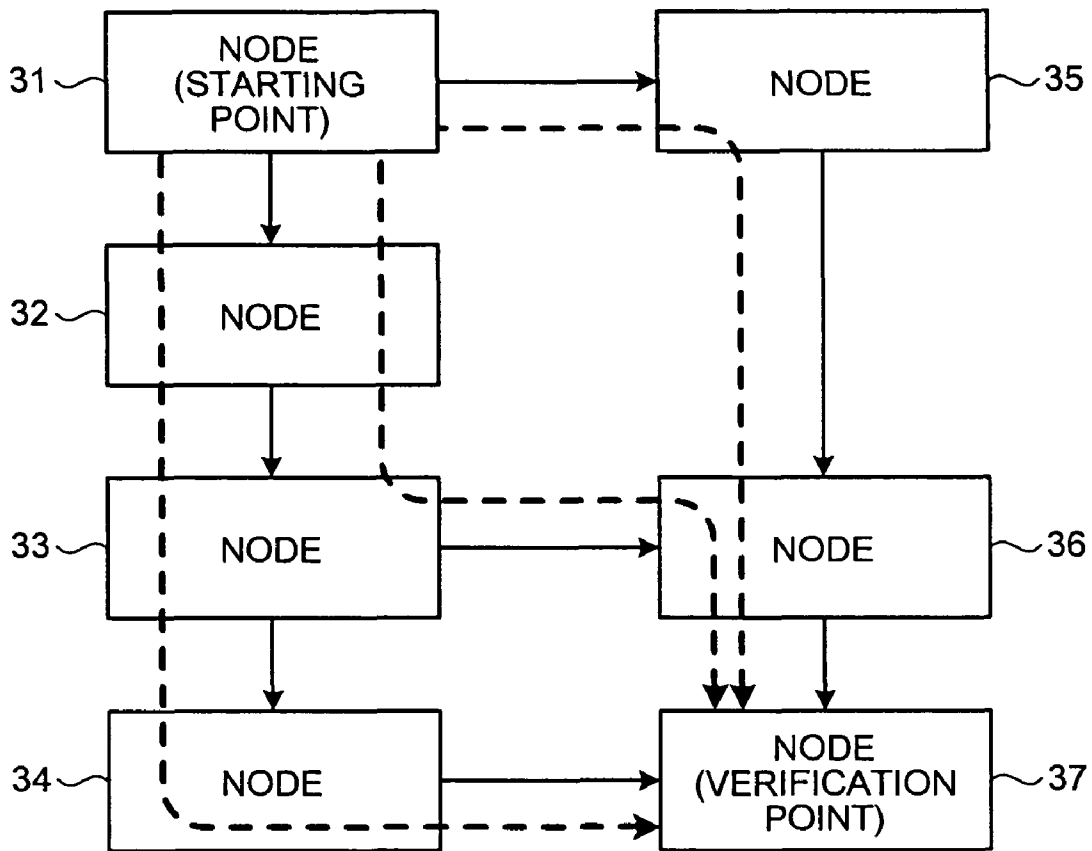 31
NODE
(STARTING
POINT)
NODE
35
32
NODE
33
NODE
NODE
36
34
NODE
NODE
(VERIFICATION
POINT)
37